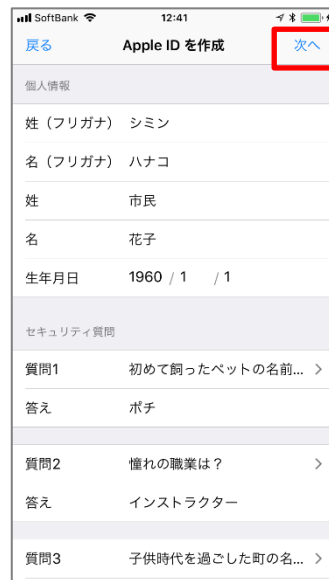 SoftBank 12:41
戻る Apple ID を作成 次へ
個人情報
姓（フリガナ） シミン
名（フリガナ） ハナコ
姓 市民
名 花子
生年月日 1960 / 1 / 1
セキュリティ質問
質問1 初めて飼ったペットの名前...
答え ポチ
質問2 憧れの職業は？
答え インストラクター
質問3 子供時代を過ごした町の名...